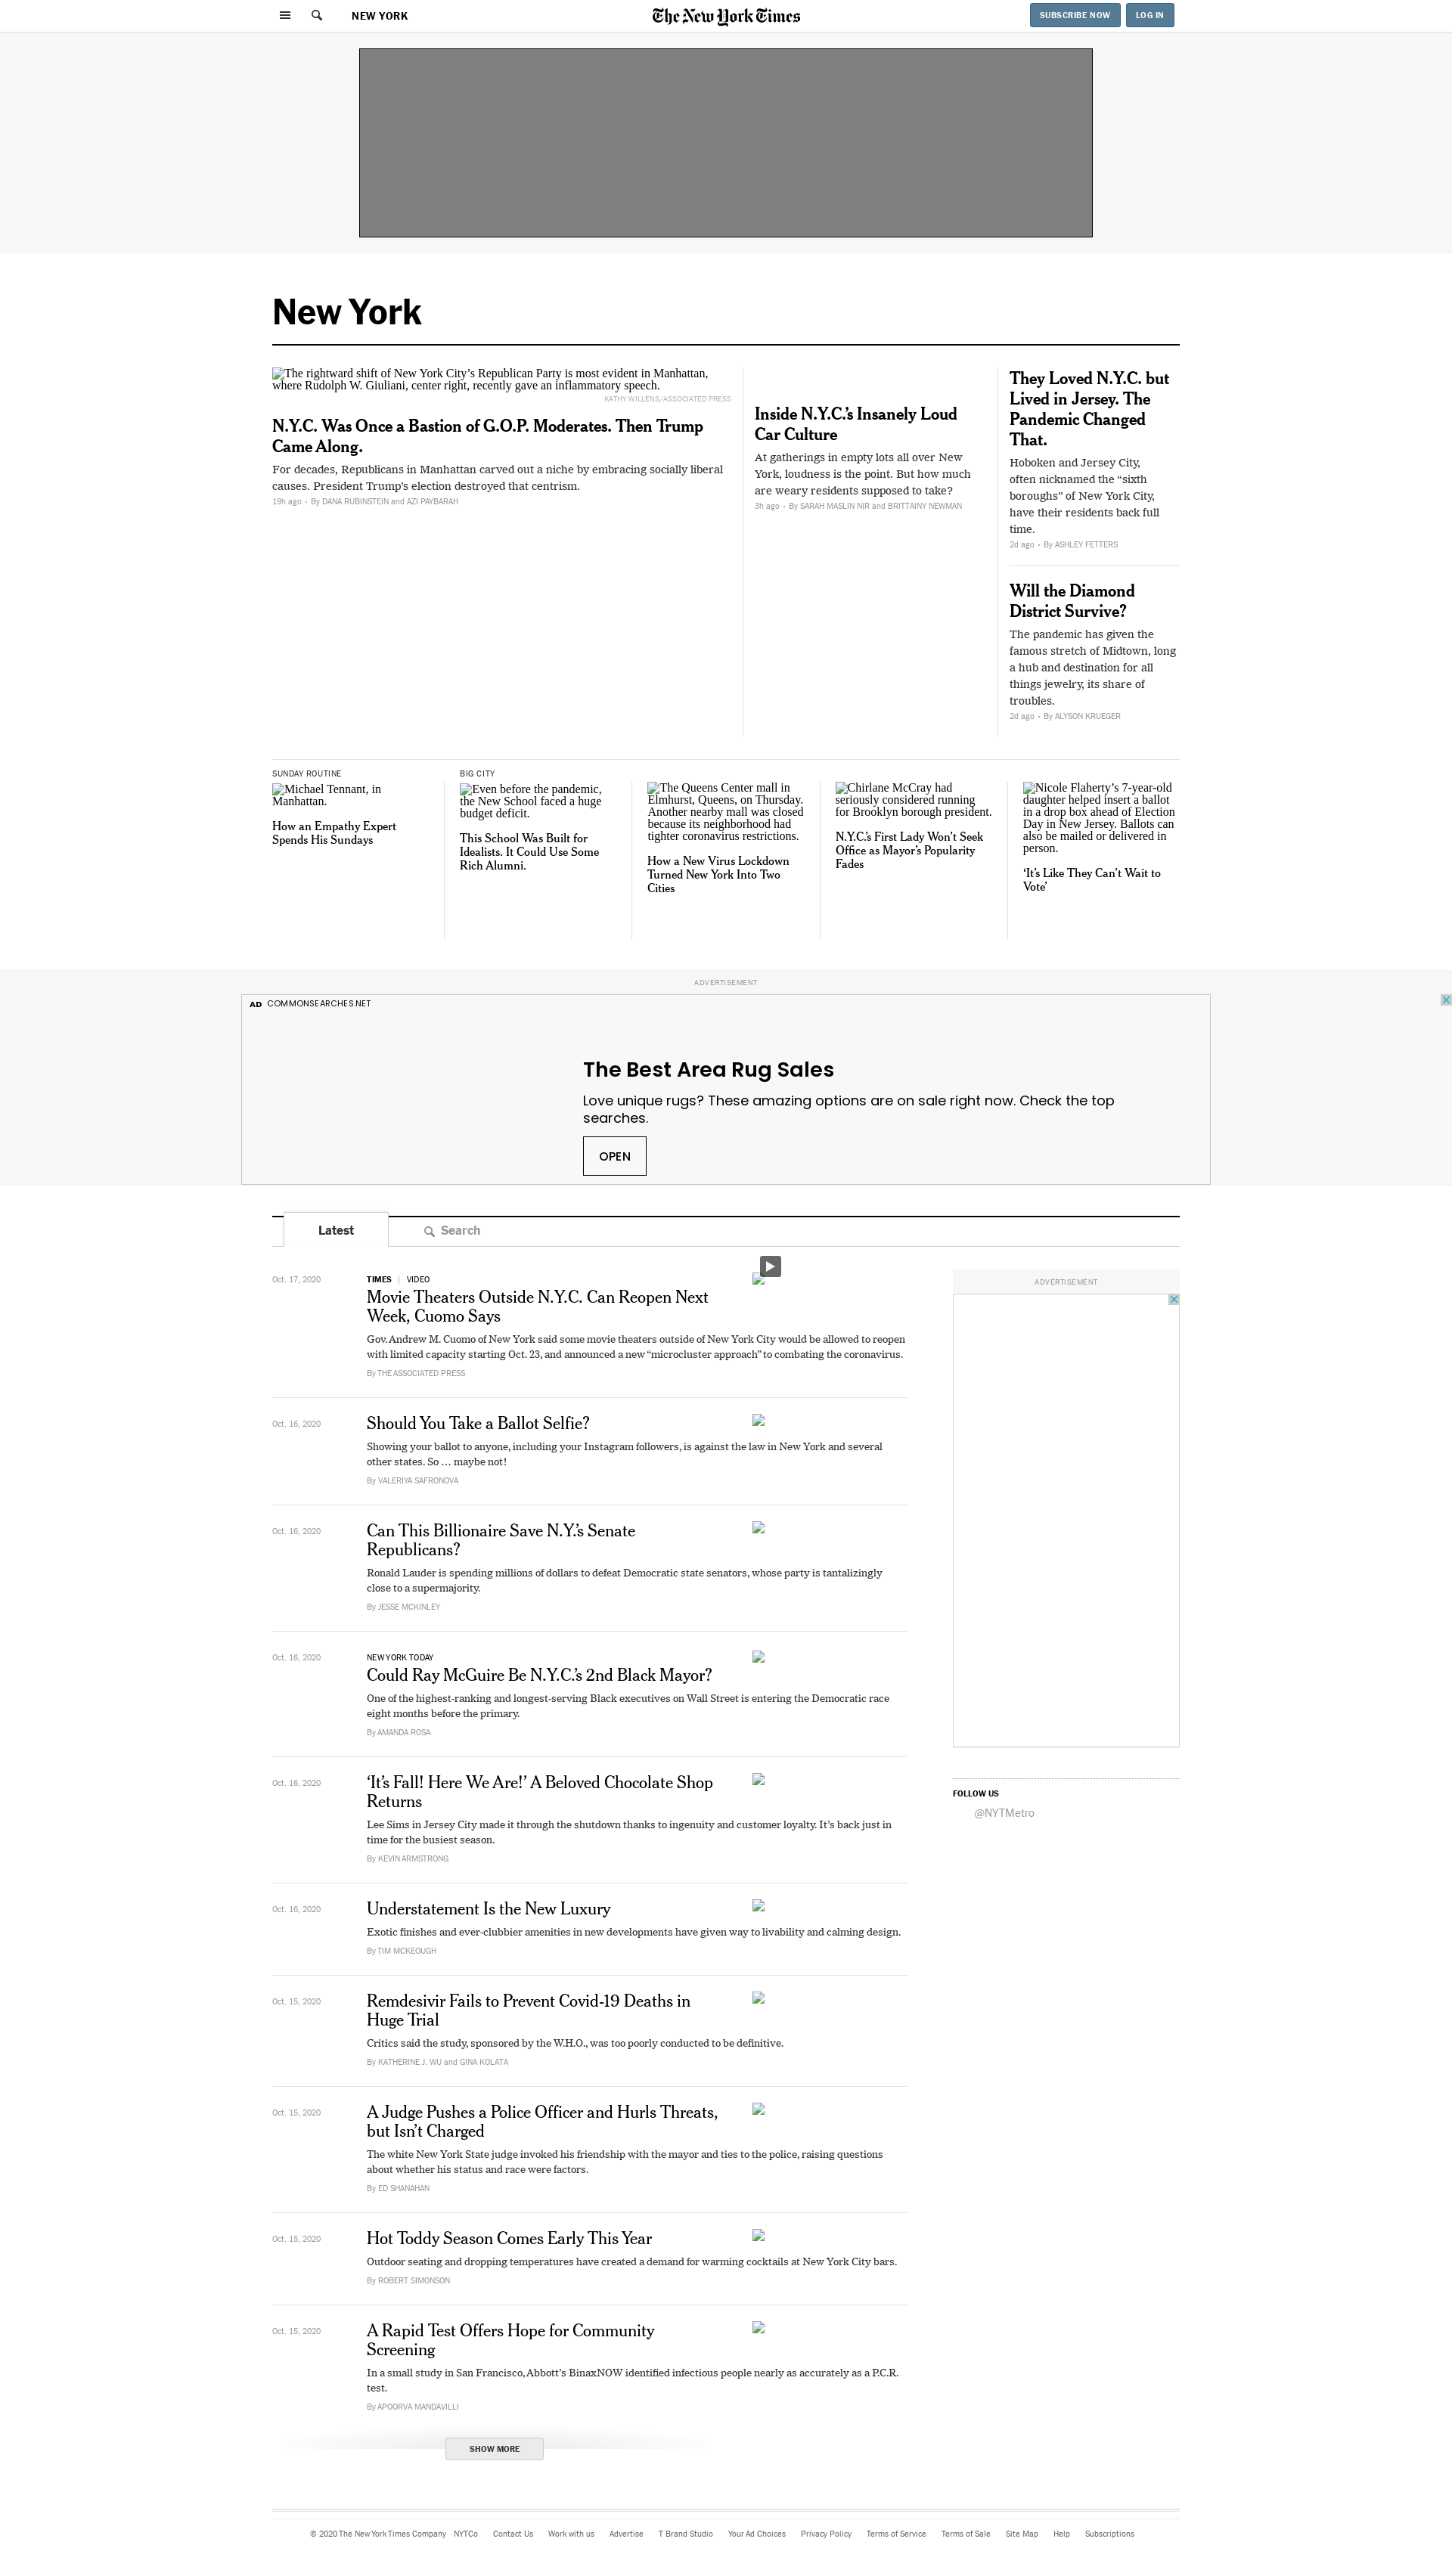 NEW YORK
The New York Times
SUBSCRIBE NOW
LOG IN
New York
The rightward shift of New York City's Republican Party is most evident in Manhattan,
where Rudolph W. Giuliani, center right, recently gave an inflammatory speech.
KATHY WILLENS/ASSOCIATED PRESS
N.Y.C. Was Once a Bastion of G.O.P. Moderates. Then Trump
Came Along.
For decades, Republicans in Manhattan carved out a niche by embracing socially liberal
causes. President Trump's election destroyed that centrism.
19h ago • By DANA RUBINSTEIN and AZI PAYBARAH
Inside N.Y.C.'s Insanely Loud
Car Culture
At gatherings in empty lots all over New
York, loudness is the point. But how much
are weary residents supposed to take?
3h ago • By SARAH MASLIN NIR and BRITTAINY NEWMAN
They Loved N.Y.C. but
Lived in Jersey. The
Pandemic Changed
That.
Hoboken and Jersey City,
often nicknamed the “sixth
boroughs” of New York City,
have their residents back full
time.
2d ago • By ASHLEY FETTERS
Will the Diamond
District Survive?
The pandemic has given the
famous stretch of Midtown, long
a hub and destination for all
things jewelry, its share of
troubles.
2d ago • By ALYSON KRUEGER
SUNDAY ROUTINE
Michael Tennant, in
Manhattan.
How an Empathy Expert
Spends His Sundays
BIG CITY
Even before the pandemic,
the New School faced a huge
budget deficit.
This School Was Built for
Idealists. It Could Use Some
Rich Alumni.
The Queens Center mall in
Elmhurst, Queens, on Thursday.
Another nearby mall was closed
because its neighborhood had
tighter coronavirus restrictions.
How a New Virus Lockdown
Turned New York Into Two
Cities
Chirlane McCray had
seriously considered running
for Brooklyn borough president.
N.Y.C.'s First Lady Won't Seek
Office as Mayor's Popularity
Fades
Nicole Flaherty's 7-year-old
daughter helped insert a ballot
in a drop box ahead of Election
Day in New Jersey. Ballots can
also be mailed or delivered in
person.
‘It's Like They Can't Wait to
Vote’
ADVERTISEMENT
AD COMMONSEARCHES.NET
The Best Area Rug Sales
Love unique rugs? These amazing options are on sale right now. Check the top
searches.
OPEN
Latest
Search
Oct. 17, 2020
TIMES | VIDEO
Movie Theaters Outside N.Y.C. Can Reopen Next
Week, Cuomo Says
Gov. Andrew M. Cuomo of New York said some movie theaters outside of New York City would be allowed to reopen
with limited capacity starting Oct. 23, and announced a new “microcluster approach” to combating the coronavirus.
By THE ASSOCIATED PRESS
Oct. 16, 2020
Should You Take a Ballot Selfie?
Showing your ballot to anyone, including your Instagram followers, is against the law in New York and several
other states. So … maybe not!
By VALERIYA SAFRONOVA
Oct. 16, 2020
Can This Billionaire Save N.Y.'s Senate
Republicans?
Ronald Lauder is spending millions of dollars to defeat Democratic state senators, whose party is tantalizingly
close to a supermajority.
By JESSE MCKINLEY
Oct. 16, 2020
NEW YORK TODAY
Could Ray McGuire Be N.Y.C.'s 2nd Black Mayor?
One of the highest-ranking and longest-serving Black executives on Wall Street is entering the Democratic race
eight months before the primary.
By AMANDA ROSA
Oct. 16, 2020
‘It's Fall! Here We Are!’ A Beloved Chocolate Shop
Returns
Lee Sims in Jersey City made it through the shutdown thanks to ingenuity and customer loyalty. It's back just in
time for the busiest season.
By KEVIN ARMSTRONG
Oct. 16, 2020
Understatement Is the New Luxury
Exotic finishes and ever-clubbier amenities in new developments have given way to livability and calming design.
By TIM MCKEOUGH
Oct. 15, 2020
Remdesivir Fails to Prevent Covid-19 Deaths in
Huge Trial
Critics said the study, sponsored by the W.H.O., was too poorly conducted to be definitive.
By KATHERINE J. WU and GINA KOLATA
Oct. 15, 2020
A Judge Pushes a Police Officer and Hurls Threats,
but Isn't Charged
The white New York State judge invoked his friendship with the mayor and ties to the police, raising questions
about whether his status and race were factors.
By ED SHANAHAN
Oct. 15, 2020
Hot Toddy Season Comes Early This Year
Outdoor seating and dropping temperatures have created a demand for warming cocktails at New York City bars.
By ROBERT SIMONSON
Oct. 15, 2020
A Rapid Test Offers Hope for Community
Screening
In a small study in San Francisco, Abbott's BinaxNOW identified infectious people nearly as accurately as a P.C.R.
test.
By APOORVA MANDAVILLI
SHOW MORE
ADVERTISEMENT
FOLLOW US
@NYTMetro
© 2020 The New York Times Company NYTCo Contact Us Work with us Advertise T Brand Studio Your Ad Choices Privacy Policy Terms of Service Terms of Sale Site Map Help Subscriptions